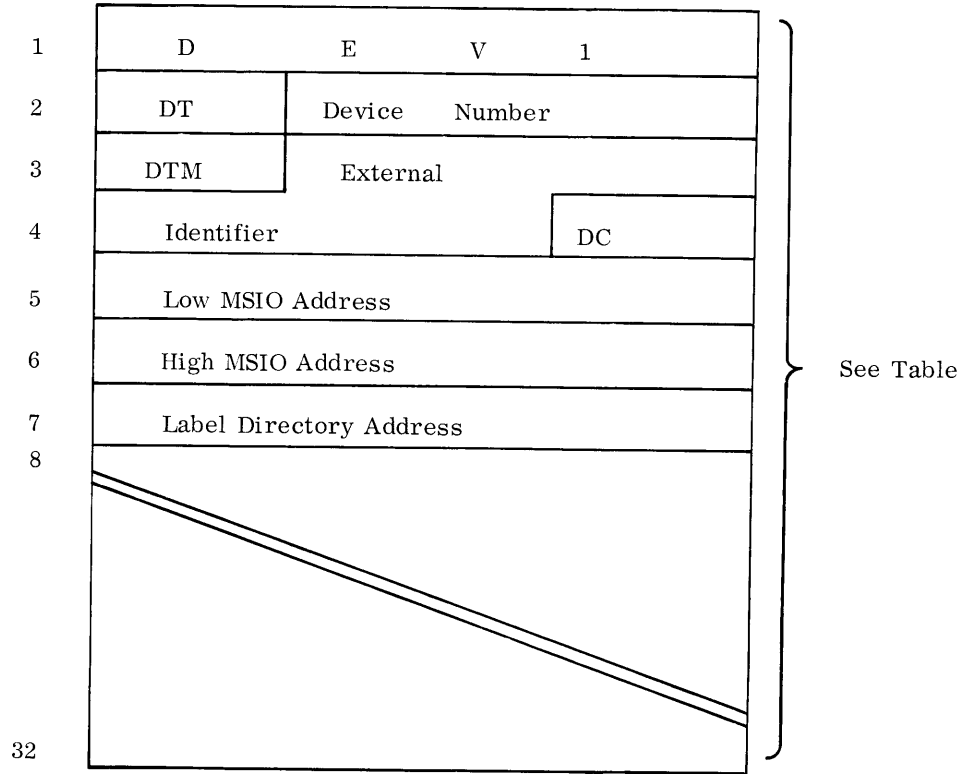 1 D E V 1
2 DT Device Number
3 DTM External
4 Identifier DC
5 Low MSIO Address
6 High MSIO Address
See Table
7 Label Directory Address
8
32